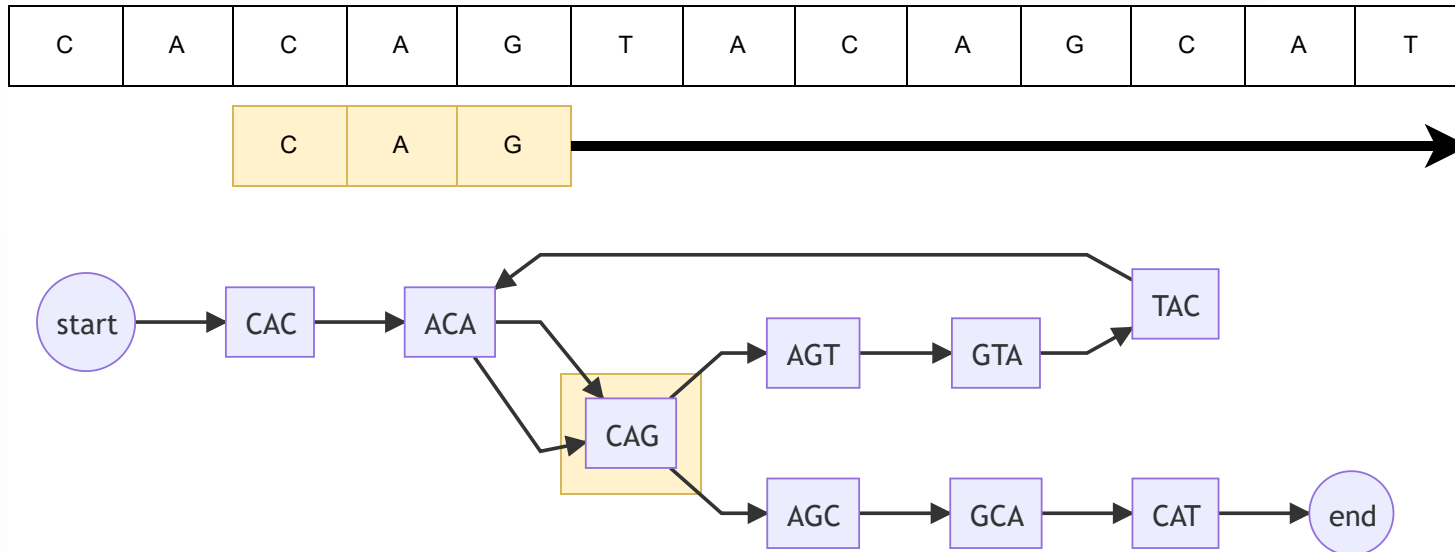 C A C A G T A C A G C A T
C A G
start CAC ACA CAG AGT GTA TAC
AGC GCA CAT end